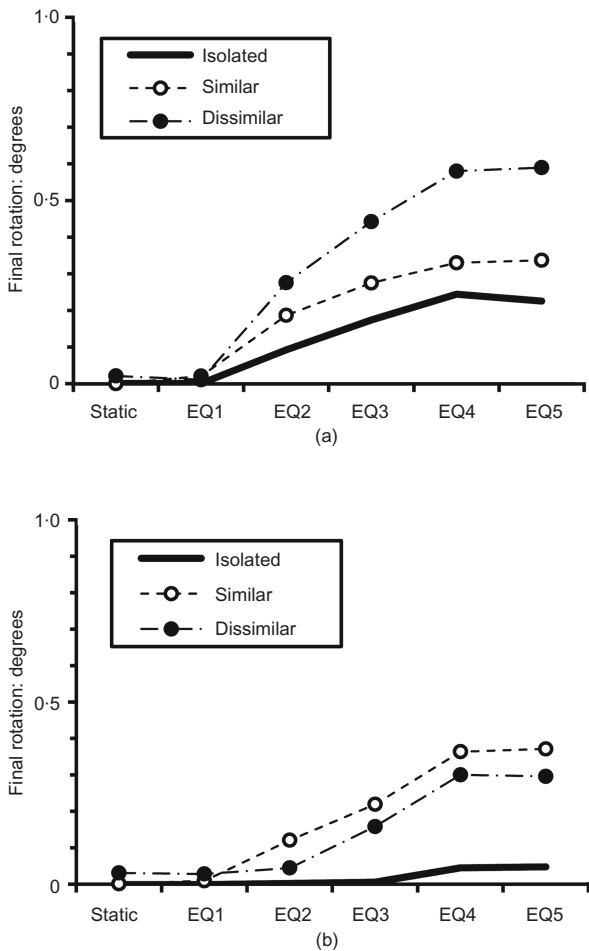 1·0
Isolated
Similar
Dissimilar
0·5
0
Final rotation: degrees
Static EQ1 EQ2 EQ3 EQ4 EQ5
(a)
1·0
Isolated
Similar
Dissimilar
0·5
0
Final rotation: degrees
Static EQ1 EQ2 EQ3 EQ4 EQ5
(b)